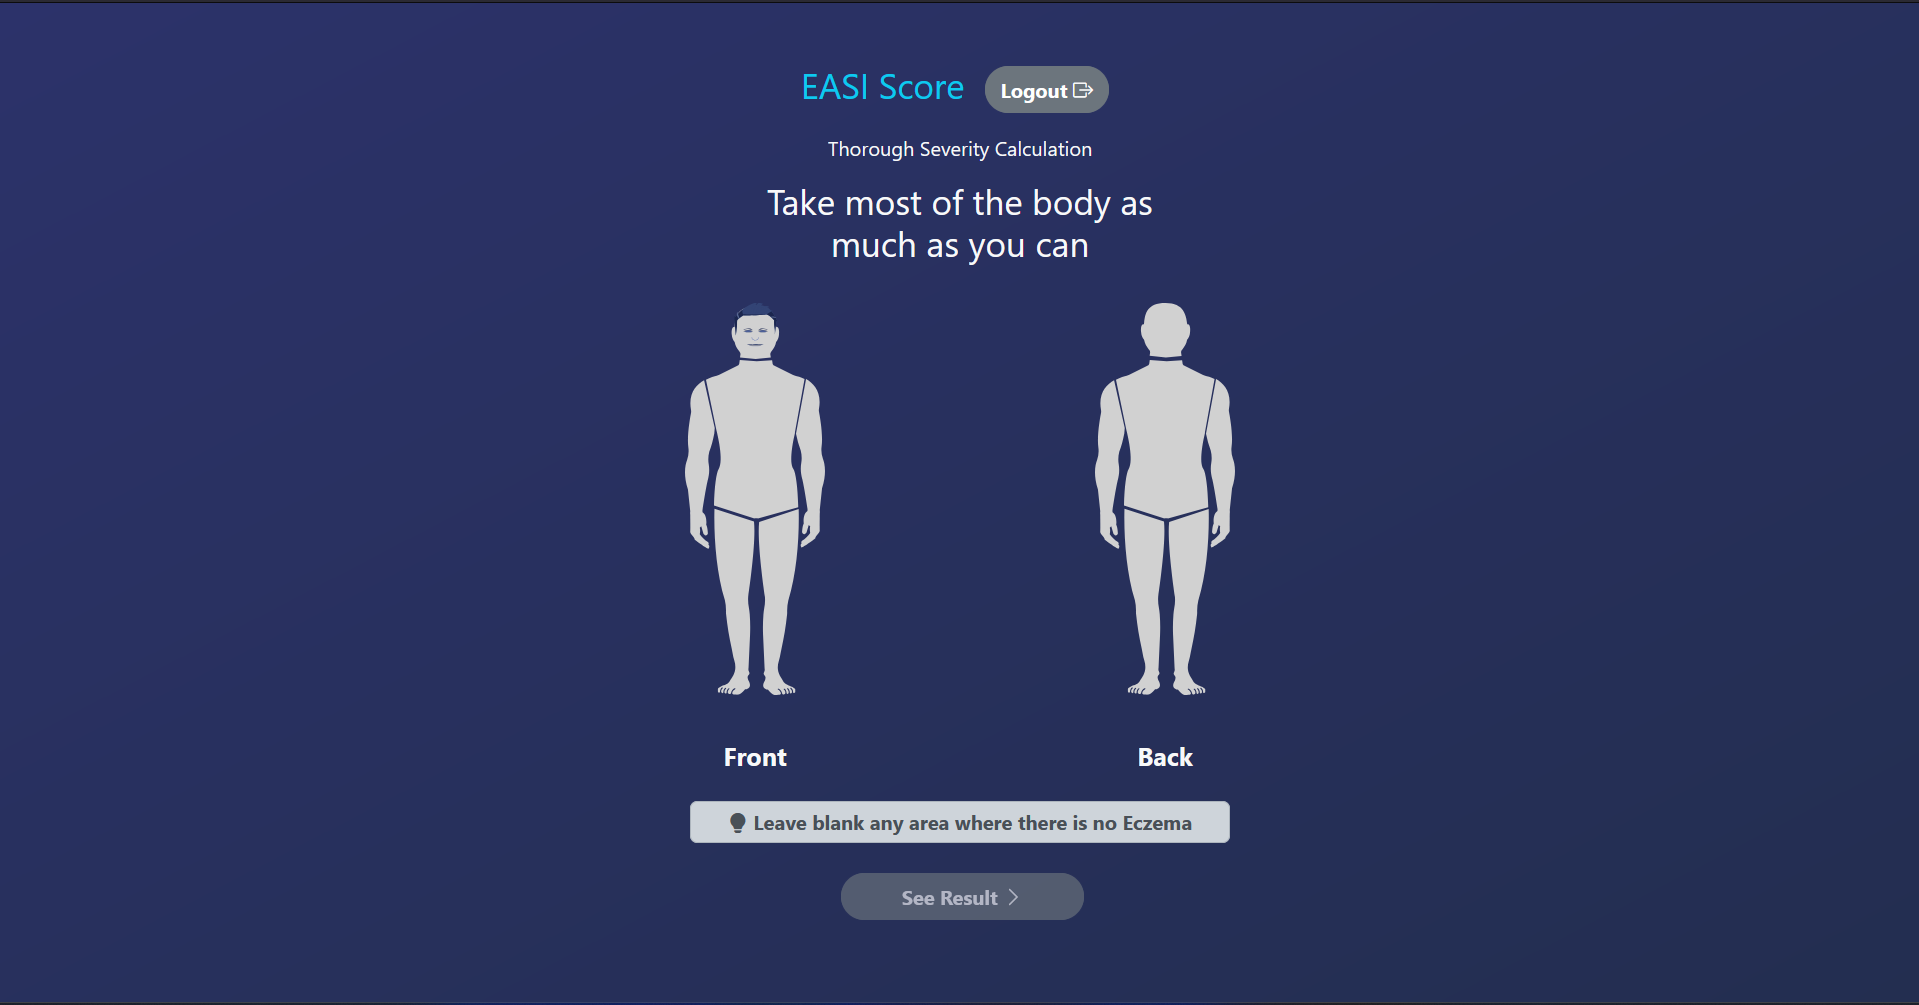 EASI Score
Logout
Thorough Severity Calculation
Take most of the body as
much as you can
Front
Back
Leave blank any area where there is no Eczema
See Result